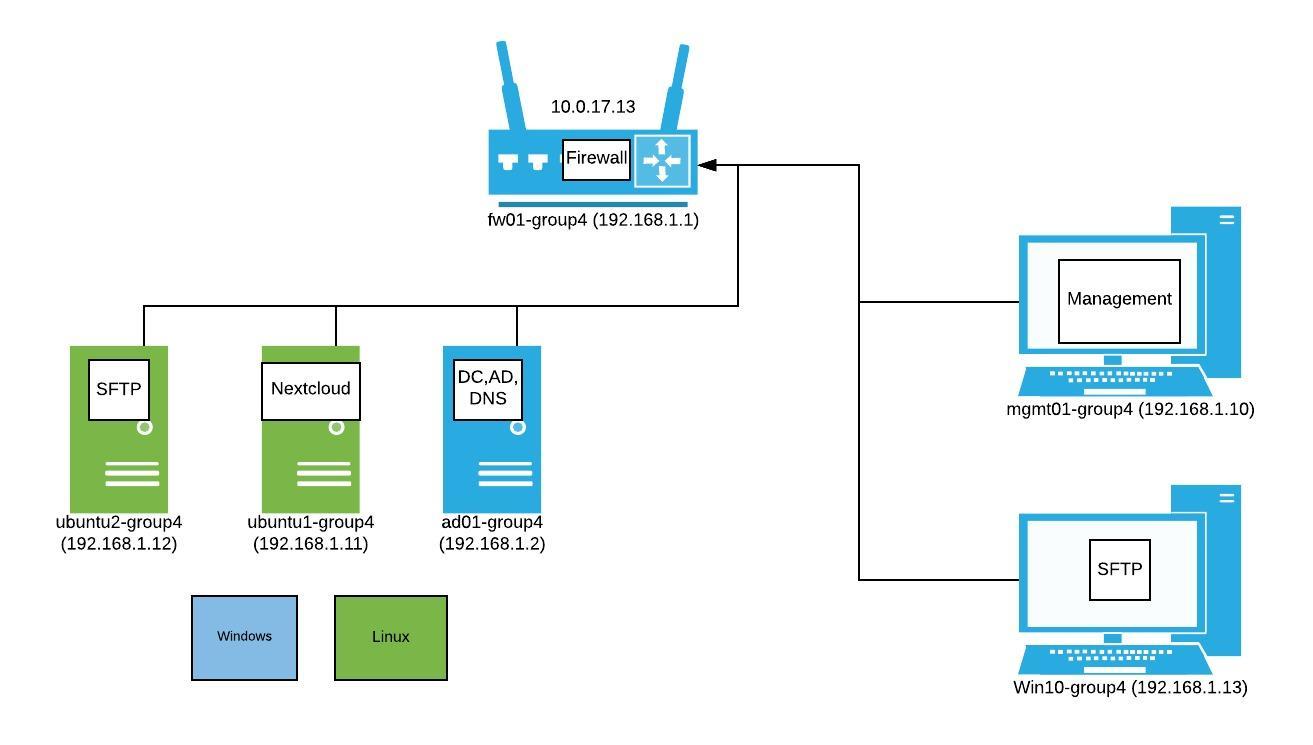 10.0.17.13
Firewall
fw01-group4 (192.168.1.1)
Management
mgmt01-group4 (192.168.1.10)
SFTP
Nextcloud
DC,AD,
DNS
ubuntu2-group4
(192.168.1.12)
ubuntu1-group4
(192.168.1.11)
ad01-group4
(192.168.1.2)
SFTP
Win10-group4 (192.168.1.13)
Windows
Linux